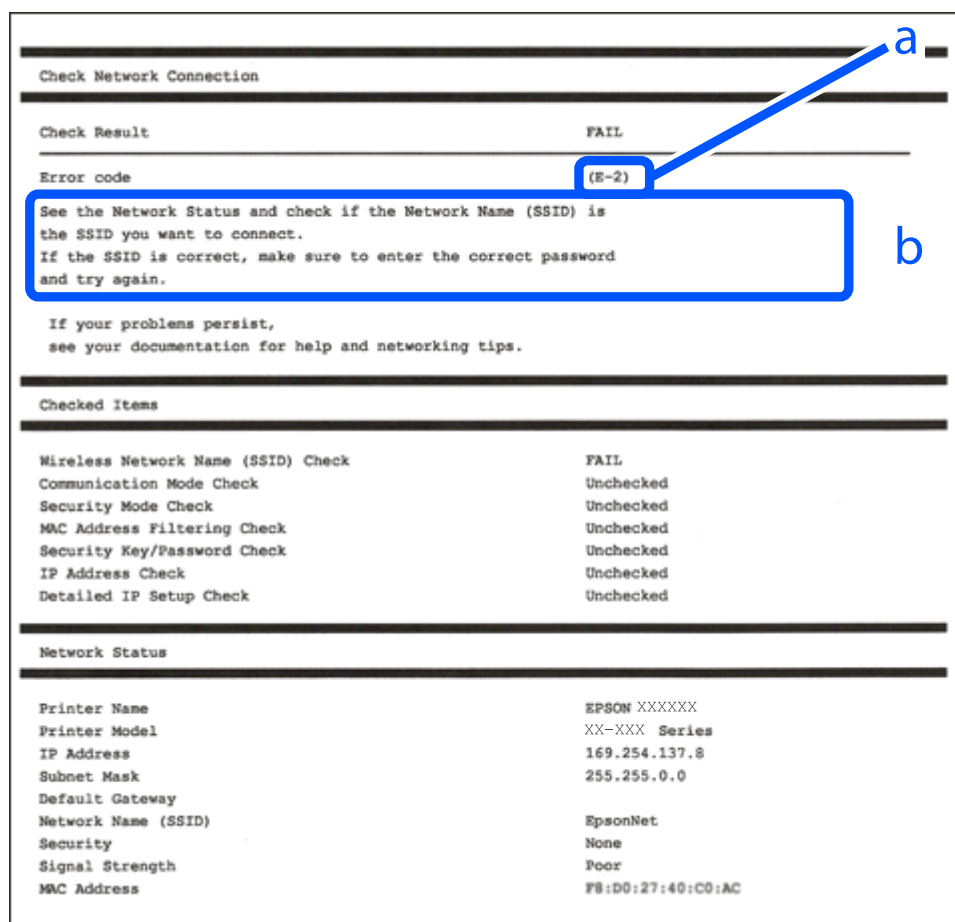 a
Check Network Connection
Check Result FAIL
Error code (E-2)
See the Network Status and check if the Network Name (SSID) is
the SSID you want to connect.
If the SSID is correct, make sure to enter the correct password
and try again.
b
If your problems persist,
see your documentation for help and networking tips.
Checked Items
Wireless Network Name (SSID) Check FAIL
Communication Mode Check Unchecked
Security Mode Check Unchecked
MAC Address Filtering Check Unchecked
Security Key/Password Check Unchecked
IP Address Check Unchecked
Detailed IP Setup Check Unchecked
Network Status
Printer Name EPSON XXXXXX
Printer Model XX-XXX Series
IP Address 169.254.137.8
Subnet Mask 255.255.0.0
Default Gateway
Network Name (SSID) EpsonNet
Security None
Signal Strength Poor
MAC Address F8:D0:27:40:C0:AC